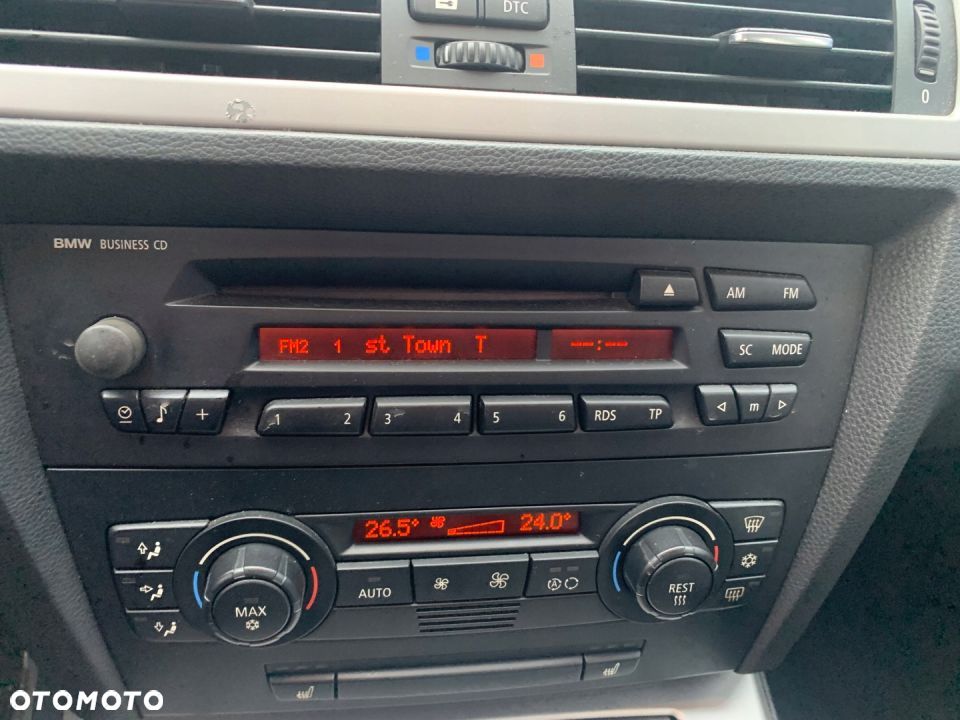 DTC
0
BMW BUSINESS CD
AM FM
FM2 1 st Town T --:--
SC MODE
1 2 3 4 5 6 RDS TP m
26.5° 24.0°
AUTO
MAX
REST
OTOMOTO